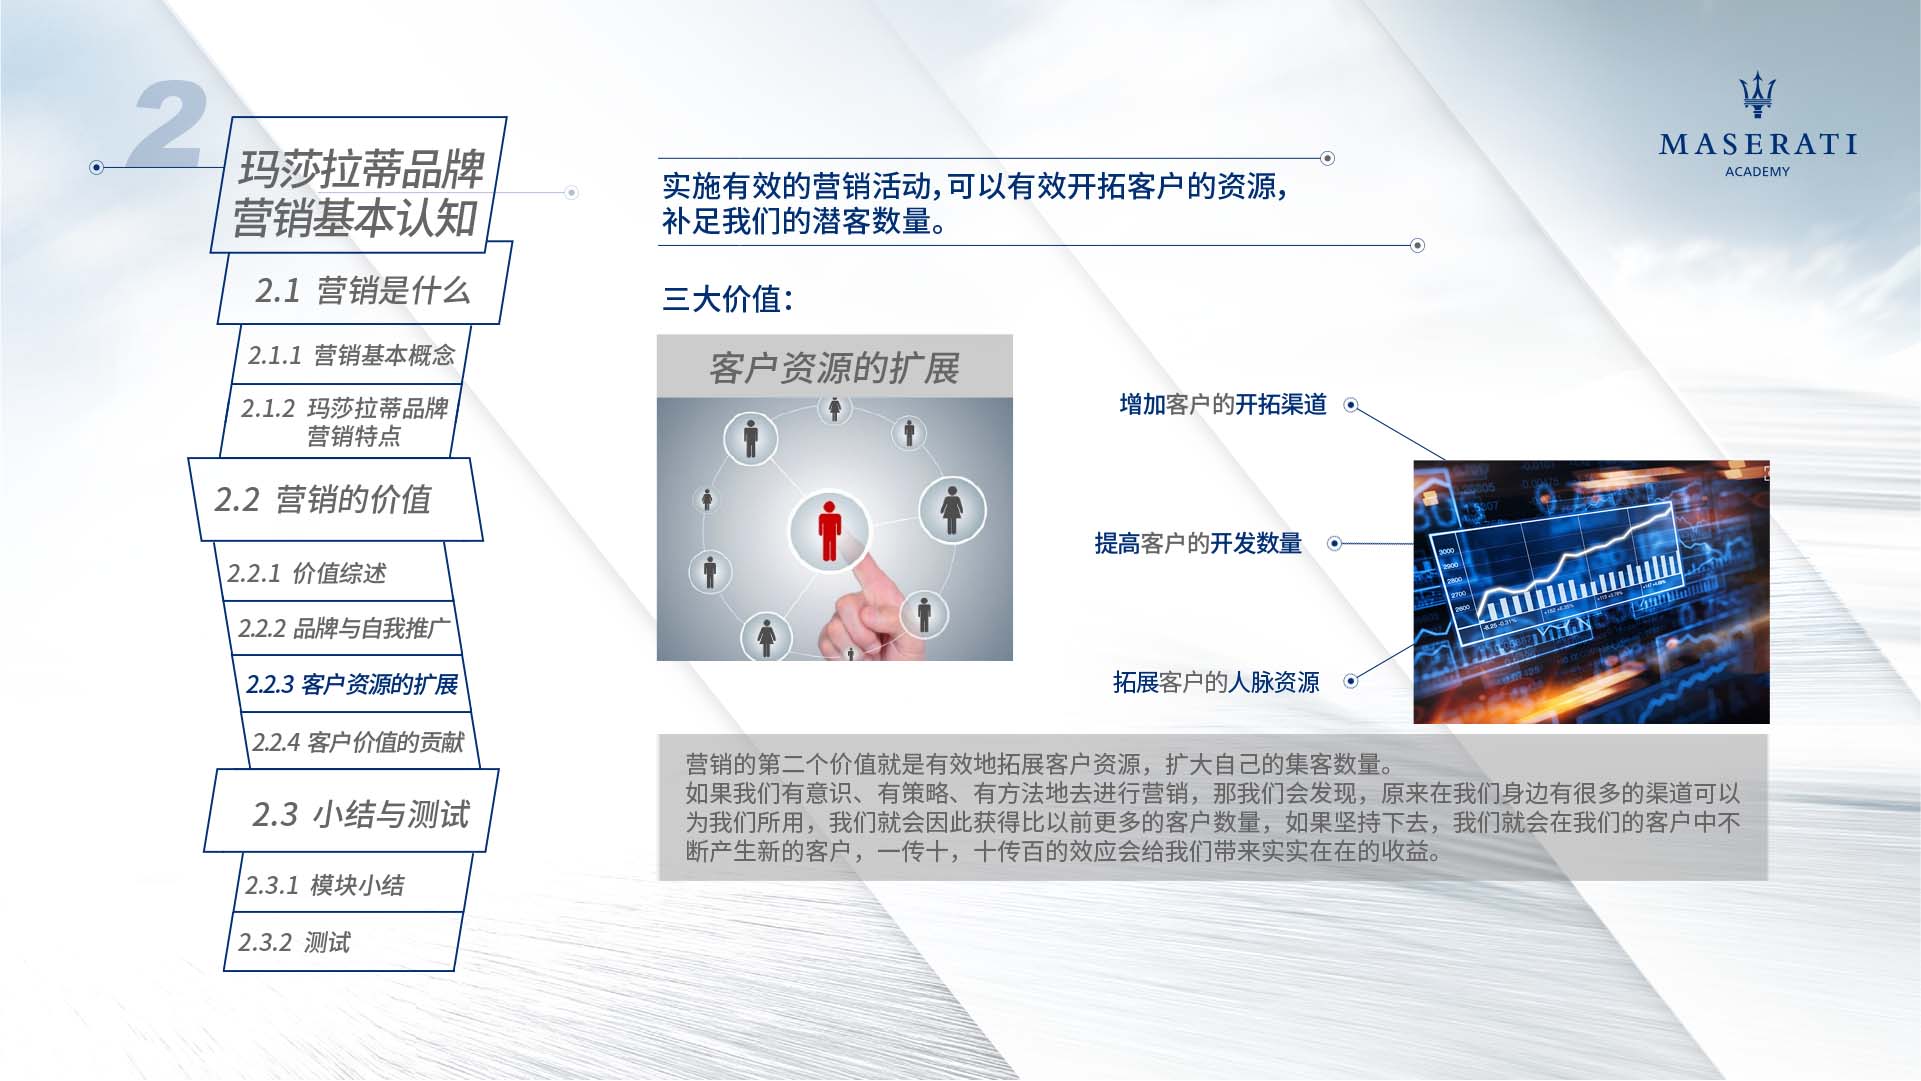 2
玛莎拉蒂品牌
营销基本认知
2.1 营销是什么
2.1.1 营销基本概念
2.1.2 玛莎拉蒂品牌
营销特点
2.2 营销的价值
2.2.1 价值综述
2.2.2 品牌与自我推广
2.2.3 客户资源的扩展
2.2.4 客户价值的贡献
2.3 小结与测试
2.3.1 模块小结
2.3.2 测试
MASERATI
ACADEMY
实施有效的营销活动，可以有效开拓客户的资源，
补足我们的潜客数量。
三大价值：
客户资源的扩展
增加客户的开拓渠道
提高客户的开发数量
拓展客户的人脉资源
3000
2900
2800
2700
2600
营销的第二个价值就是有效地拓展客户资源，扩大自己的集客数量。
如果我们有意识、有策略、有方法地去进行营销，那我们会发现，原来在我们身边有很多的渠道可以
为我们所用，我们就会因此获得比以前更多的客户数量，如果坚持下去，我们就会在我们的客户中不
断产生新的客户，一传十，十传百的效应会给我们带来实实在在的收益。